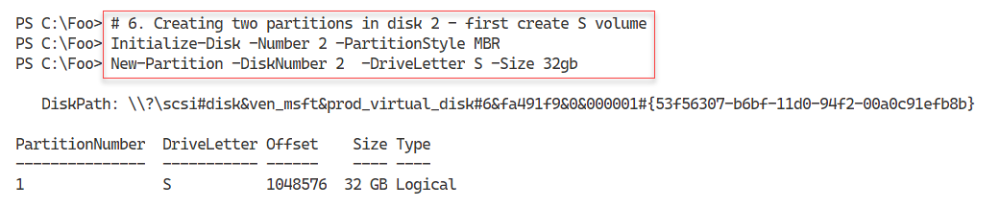 PS C:\Foo> # 6. Creating two partitions in disk 2 - first create S volume
PS C:\Foo> Initialize-Disk -Number 2 -PartitionStyle MBR
PS C:\Foo> New-Partition -DiskNumber 2  -DriveLetter S -Size 32gb
DiskPath: \\?\scsi#disk&ven_msft&prod_virtual_disk#6&fa491f9&0&000001#{53f56307-b6bf-11d0-94f2-00a0c91efb8b}
PartitionNumber  DriveLetter Offset    Size Type
---------------  ----------- ------    ---- ----
1                S           1048576  32 GB Logical